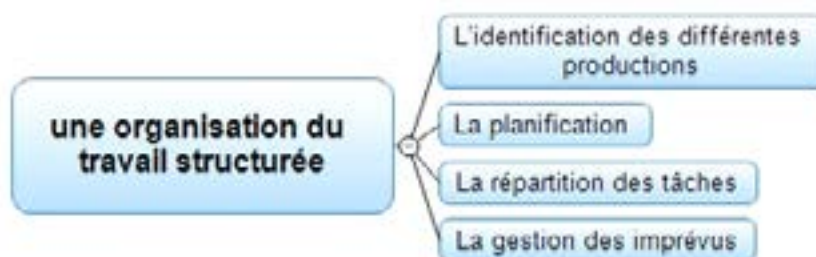 une organisation du
travail structurée
L'identification des différentes
productions
La planification
La répartition des tâches
La gestion des imprévus